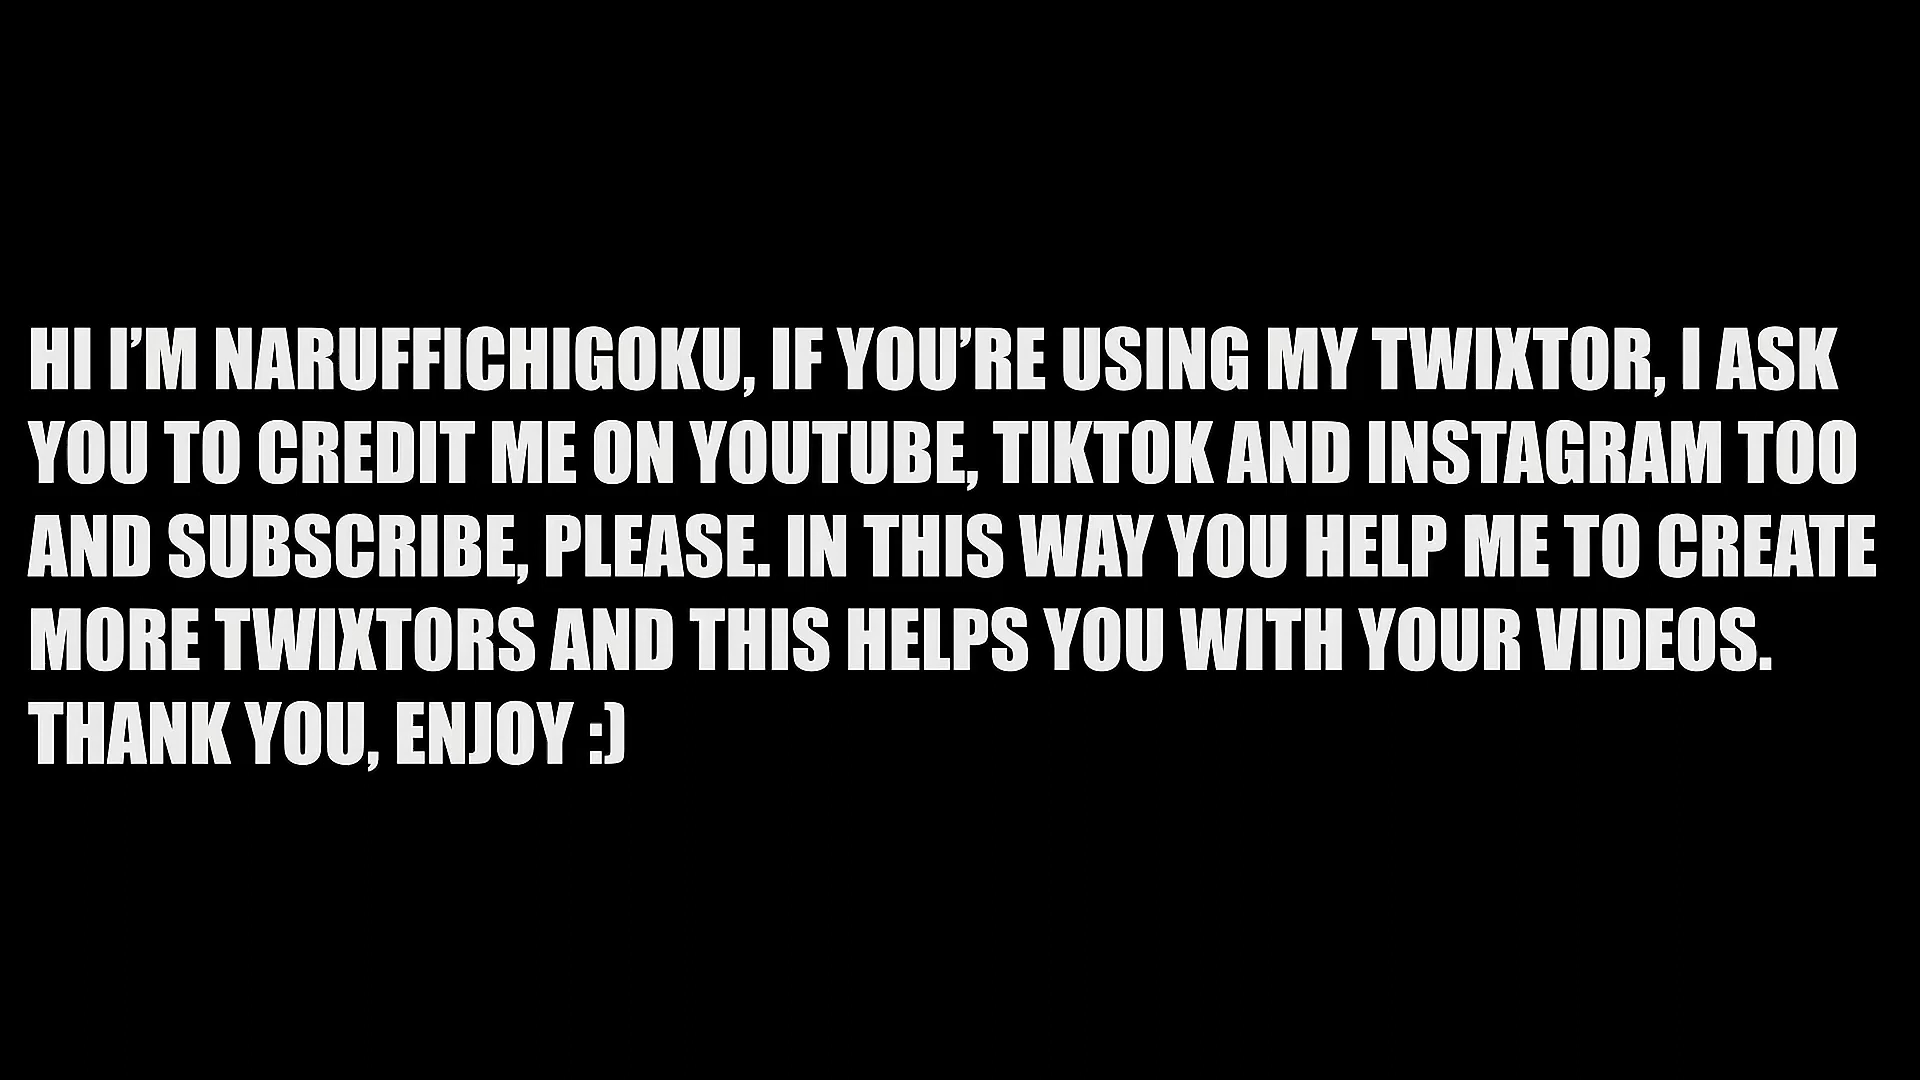 HI I’M NARUFFICHIGOKU, IF YOU’RE USING MY TWIXTOR, I ASK
YOU TO CREDIT ME ON YOUTUBE, TIKTOK AND INSTAGRAM TOO
AND SUBSCRIBE, PLEASE. IN THIS WAY YOU HELP ME TO CREATE
MORE TWIXTORS AND THIS HELPS YOU WITH YOUR VIDEOS.
THANK YOU, ENJOY :)